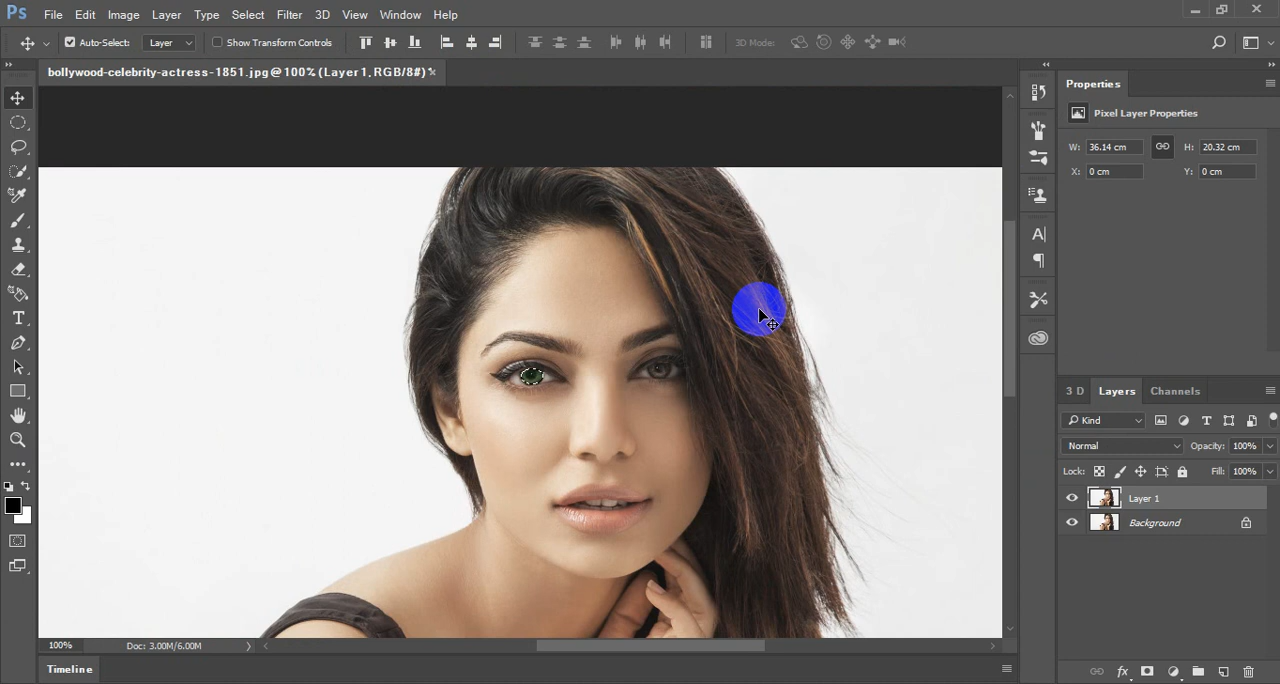 Ps File Edit Image Layer Type Select Filter 3D View Window Help
Auto-Select: Layer Show Transform Controls 3D Mode:
bollywood-celebrity-actress-1851.jpg @ 100% (Layer 1, RGB/8#) *
Properties
Pixel Layer Properties
W: 36.14 cm H: 20.32 cm
X: 0 cm Y: 0 cm
3 D Layers Channels
Kind
Normal Opacity: 100%
Lock: Fill: 100%
Layer 1
Background
100% Doc: 3.00M/6.00M
Timeline